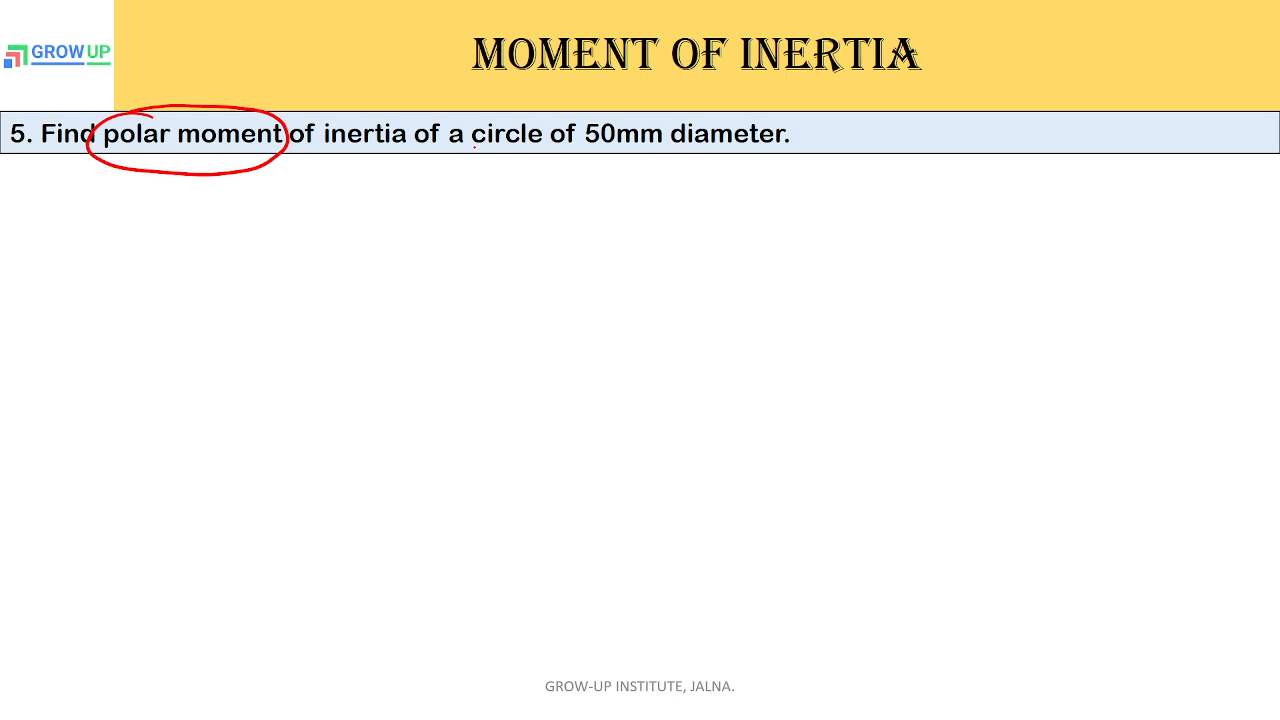 GROW UP
MOMENT OF INERTIA
5. Find polar moment of inertia of a circle of 50mm diameter.
GROW-UP INSTITUTE, JALNA.